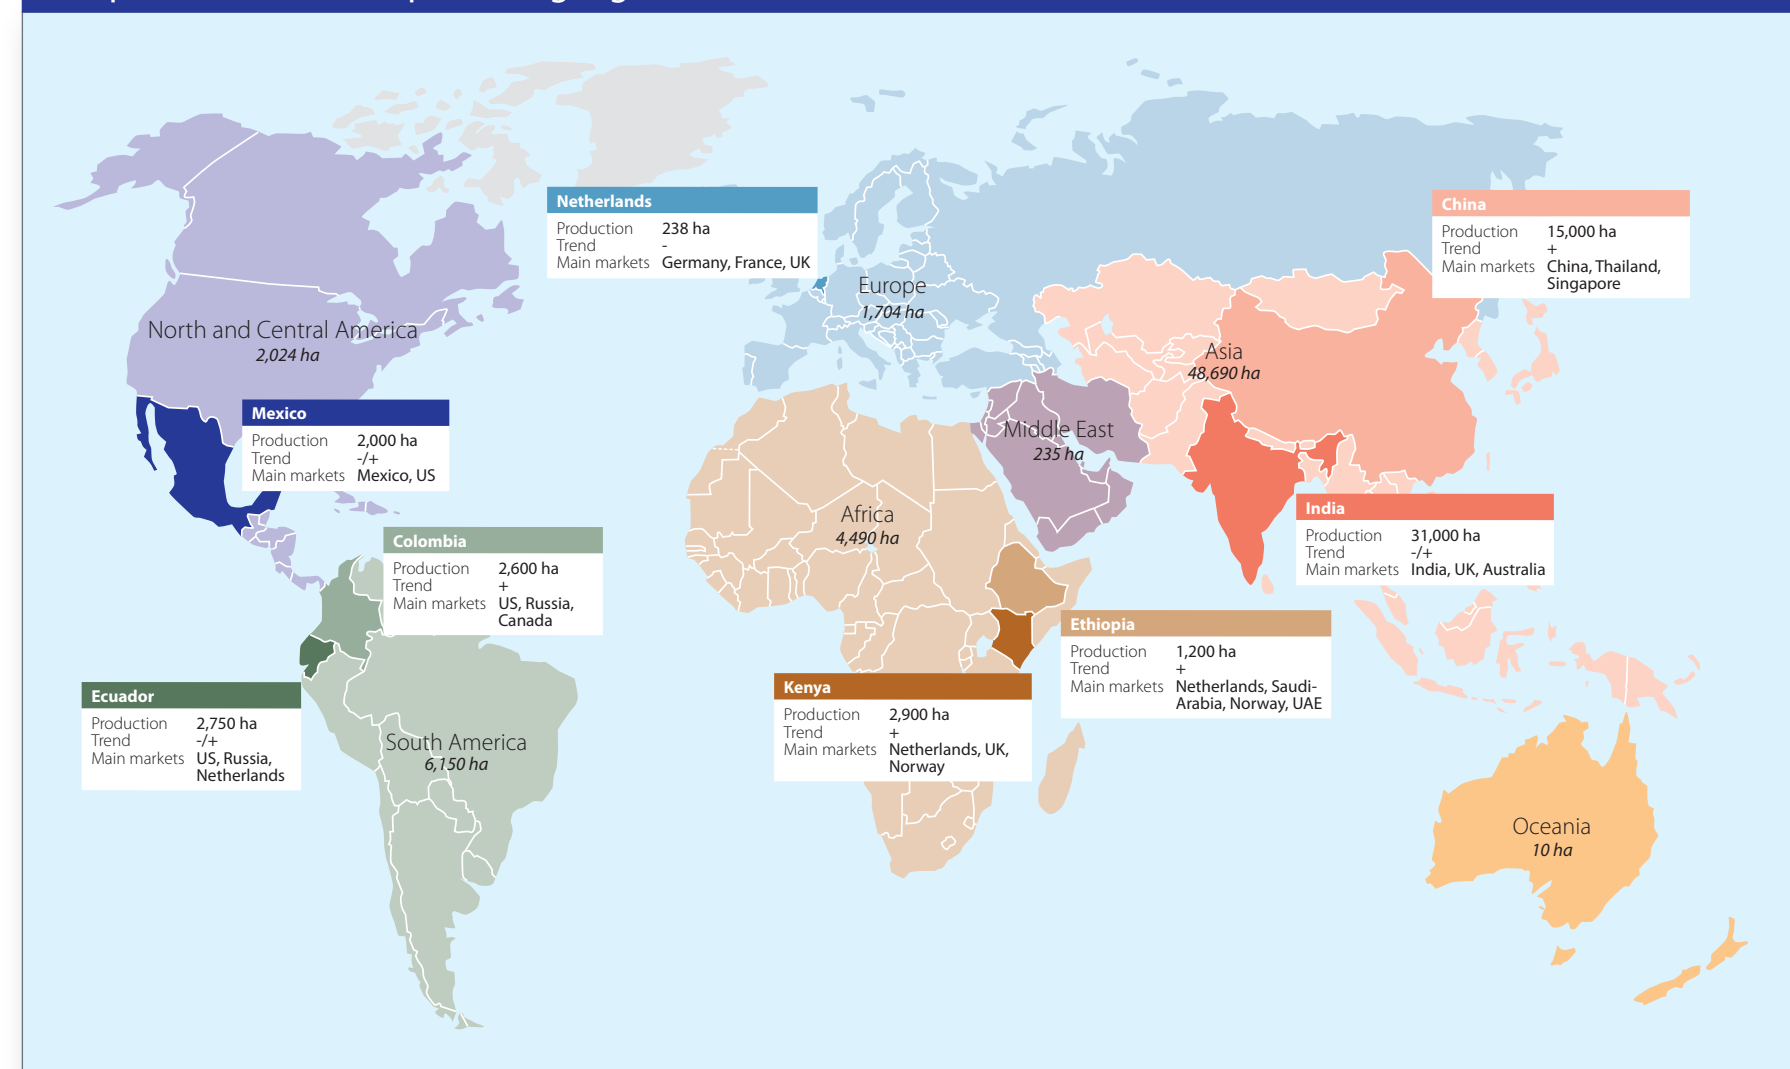 Netherlands
Production 238 ha
Trend -
Main markets Germany, France, UK
China
Production 15,000 ha
Trend +
Main markets China, Thailand,
Singapore
Europe
1,704 ha
North and Central America
2,024 ha
Asia
48,690 ha
Mexico
Production 2,000 ha
Trend -/+
Main markets Mexico, US
Middle East
235 ha
Africa
4,490 ha
India
Production 31,000 ha
Trend -/+
Main markets India, UK, Australia
Colombia
Production 2,600 ha
Trend +
Main markets US, Russia,
Canada
Ethiopia
Production 1,200 ha
Trend +
Main markets Netherlands, Saudi-
Arabia, Norway, UAE
Ecuador
Production 2,750 ha
Trend -/+
Main markets US, Russia,
Netherlands
Kenya
Production 2,900 ha
Trend +
Main markets Netherlands, UK,
Norway
South America
6,150 ha
Oceania
10 ha